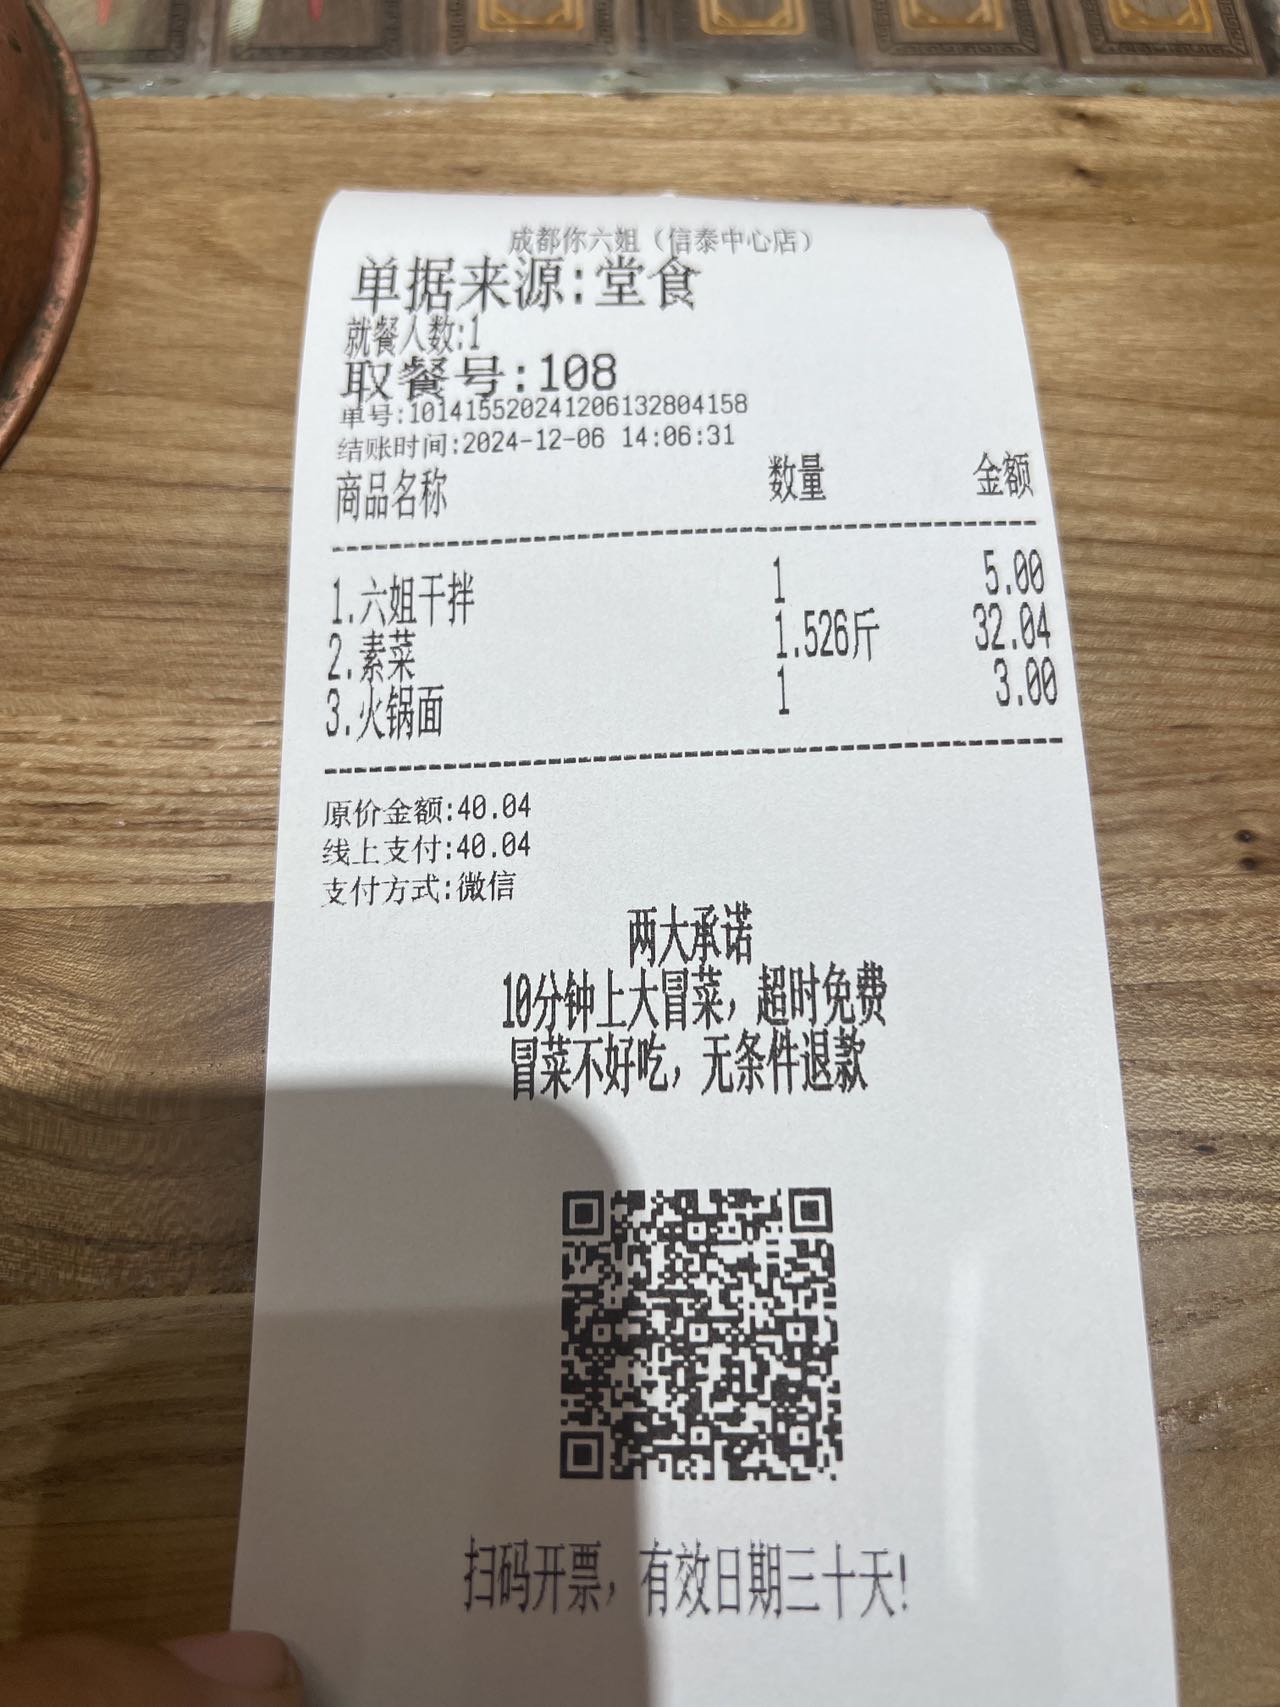 成都你六姐（信泰中心店）
单据来源:堂食
就餐人数:1
取餐号:108
单号:101415520241206132804158
结账时间:2024-12-06 14:06:31
商品名称 数量 金额
1.六姐干拌 1 5.00
2.素菜 1.526斤 32.04
3.火锅面 1 3.00
原价金额:40.04
线上支付:40.04
支付方式:微信
两大承诺
10分钟上大冒菜，超时免费
冒菜不好吃，无条件退款
扫码开票，有效日期三十天!